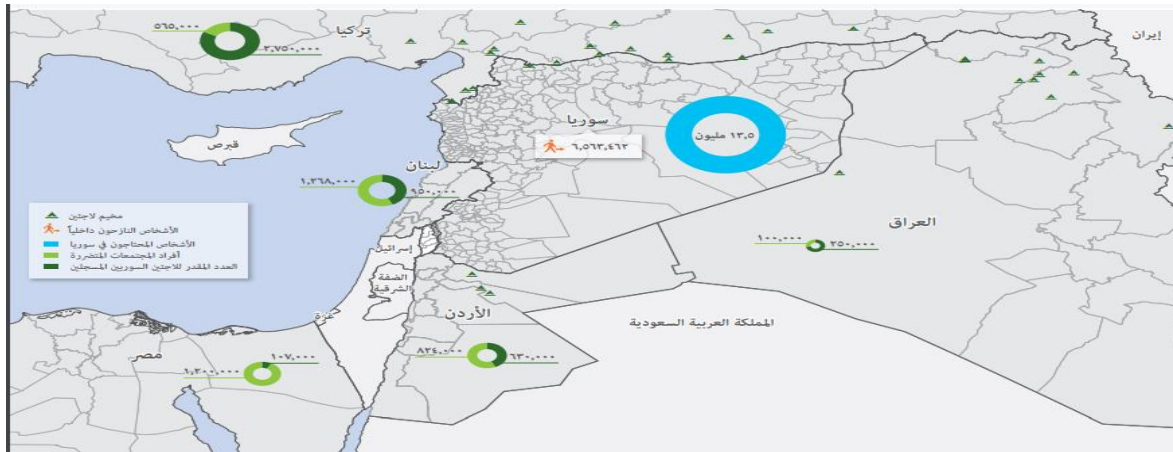 ٥٦٥,٠٠٠
تركيا
٢,٧٥٠,٠٠٠
إيران
سوريا
١٣,٥ مليون
٦,٥٦٣,٤٦٢
قبرص
لبنان
١,٣٦٨,٠٠٠
٩٥٠,٠٠٠
العراق
١٠٠,٠٠٠
٢٥٠,٠٠٠
مخيم لاجئين
الأشخاص النازحون داخلياً
الأشخاص المحتاجون في سوريا
أفراد المجتمعات المتضررة
العدد المقدر للاجئين السوريين المسجلين
إسرائيل
الضفة
الشرقية
غزة
الأردن
المملكة العربية السعودية
٨٢٤,٠٠٠
٦٣٠,٠٠٠
مصر
١٠٧,٠٠٠
١,٣٠٠,٠٠٠